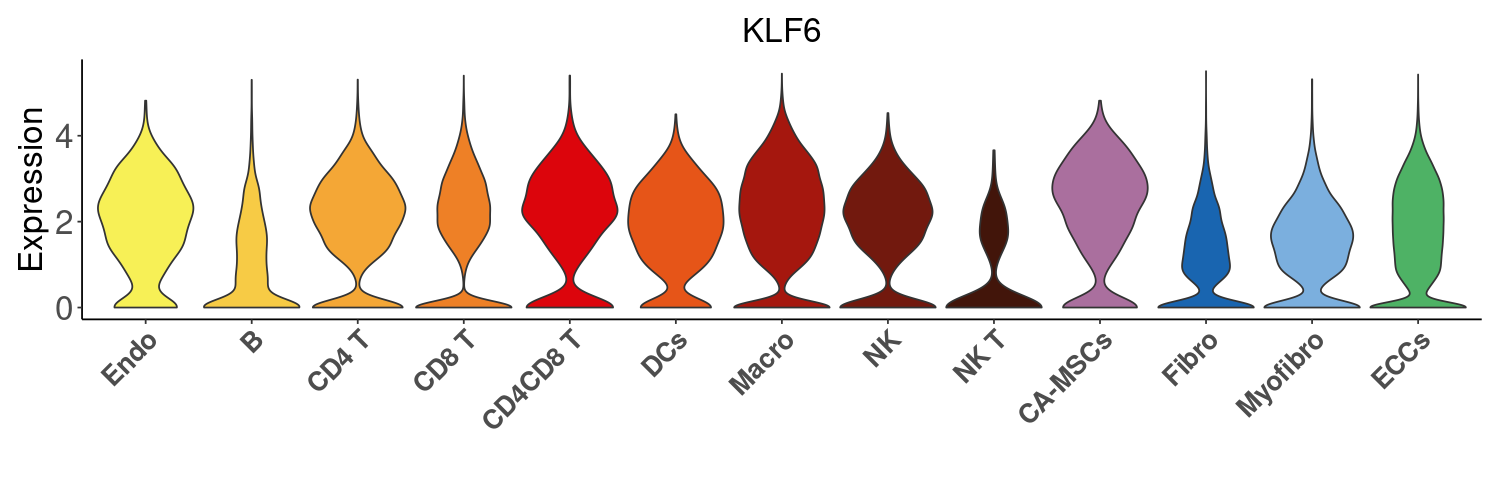 KLF6
Expression
4
2
0
Endo
B
CD4 T
CD8 T
CD4CD8 T
DCs
Macro
NK
NK T
CA-MSCs
Fibro
Myofibro
ECCs